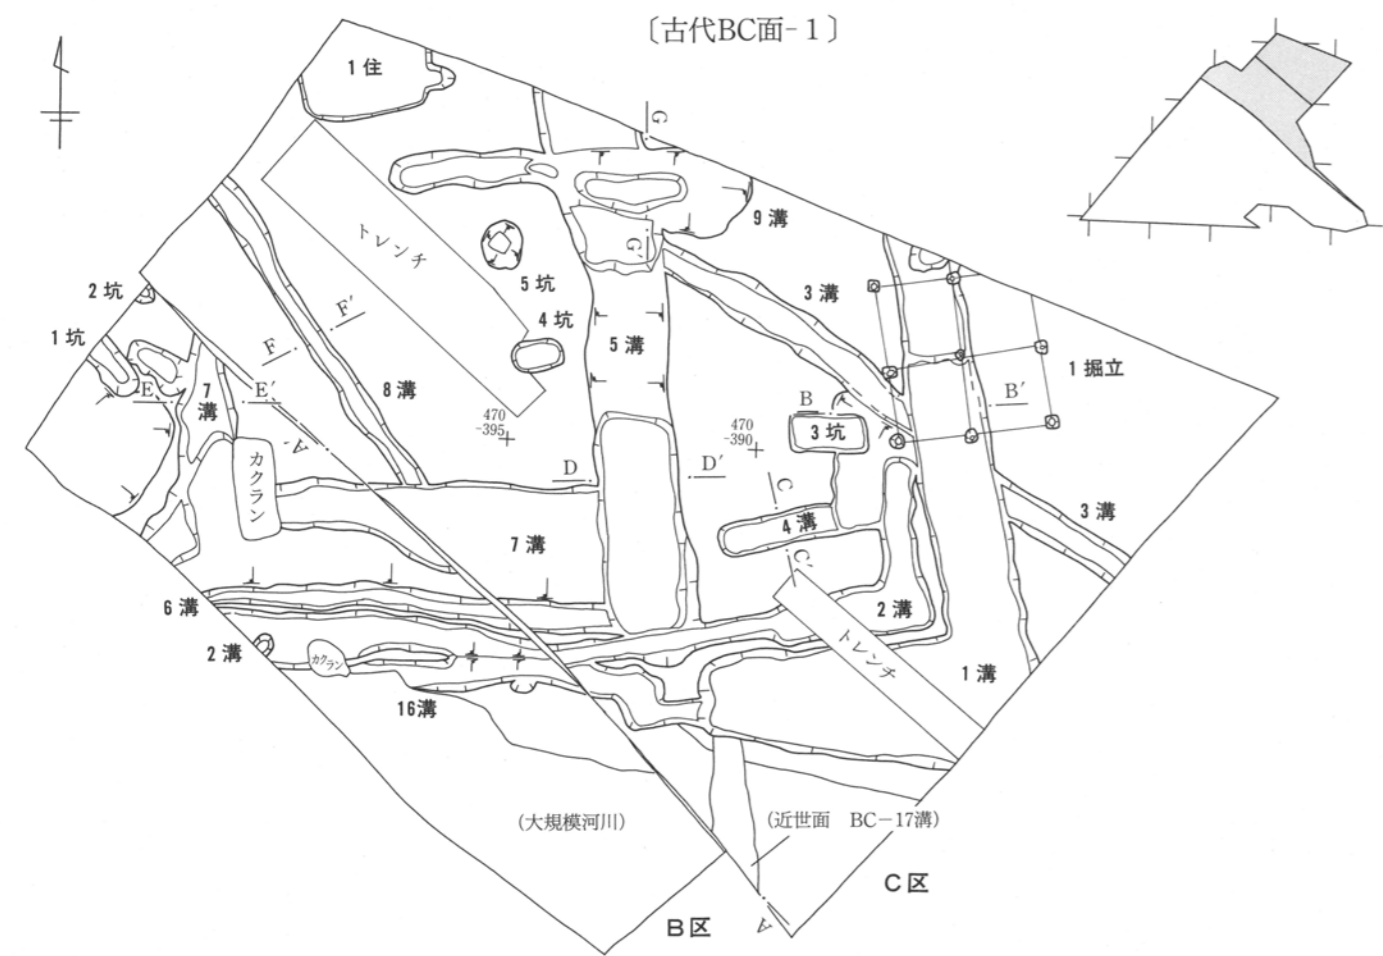 〔古代BC面-１〕
1 住
G
9 溝
トレンチ
G'
2 坑
5 坑
3 溝
F'
1 坑
4 坑
F
5 溝
1 掘立
E
7 溝
E'
8 溝
B
B'
A'
470
-395
470
-390
3 坑
カクラン
D
D'
C
3 溝
4 溝
7 溝
C'
6 溝
2 溝
2 溝
カクラン
トレンチ
1 溝
16溝
(大規模河川)
(近世面　BC－17溝)
C区
B区
A